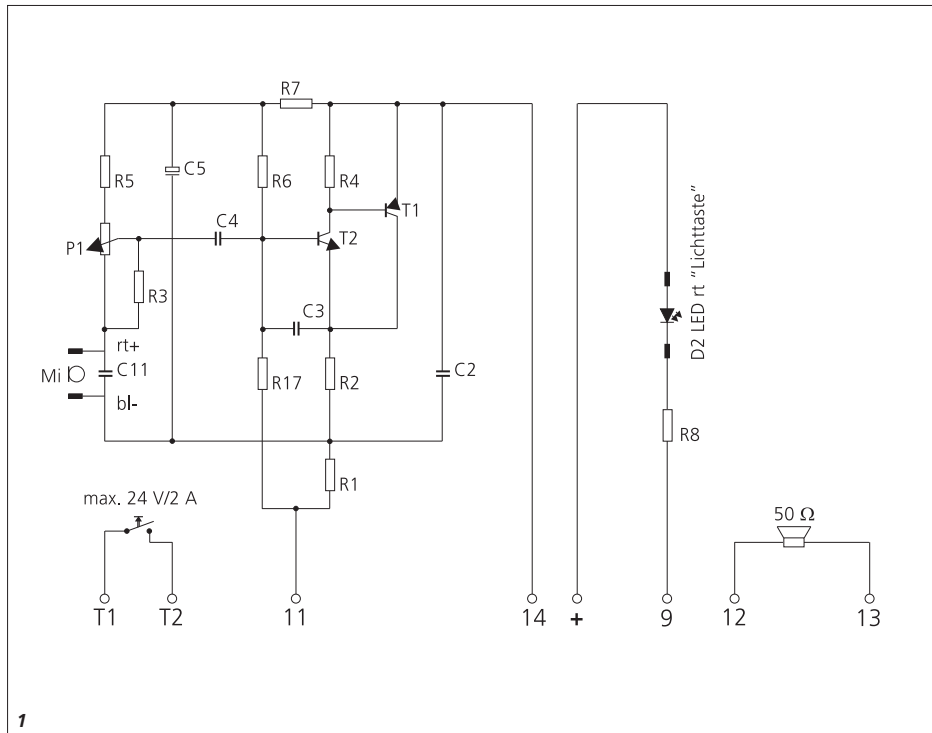 R7
R5
C5
R6
R4
T1
C4
T2
P1
R3
C3
rt+
Mi
C11
R17
R2
C2
bl-
R1
max. 24 V/2 A
D2 LED rt "Lichttaste"
R8
50 Ω
T1
T2
11
14
+
9
12
13
1